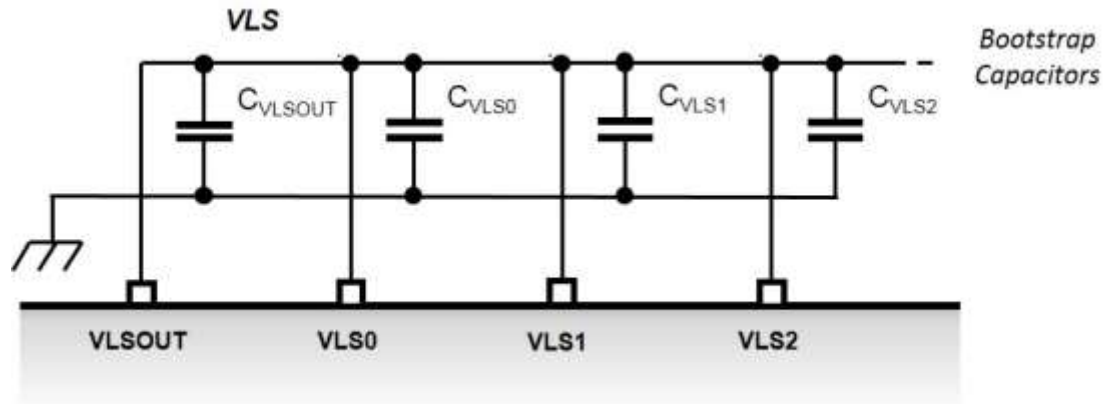 VLS
Bootstrap
Capacitors
CVLSOUT
CVLS0
CVLS1
CVLS2
VLSOUT
VLS0
VLS1
VLS2